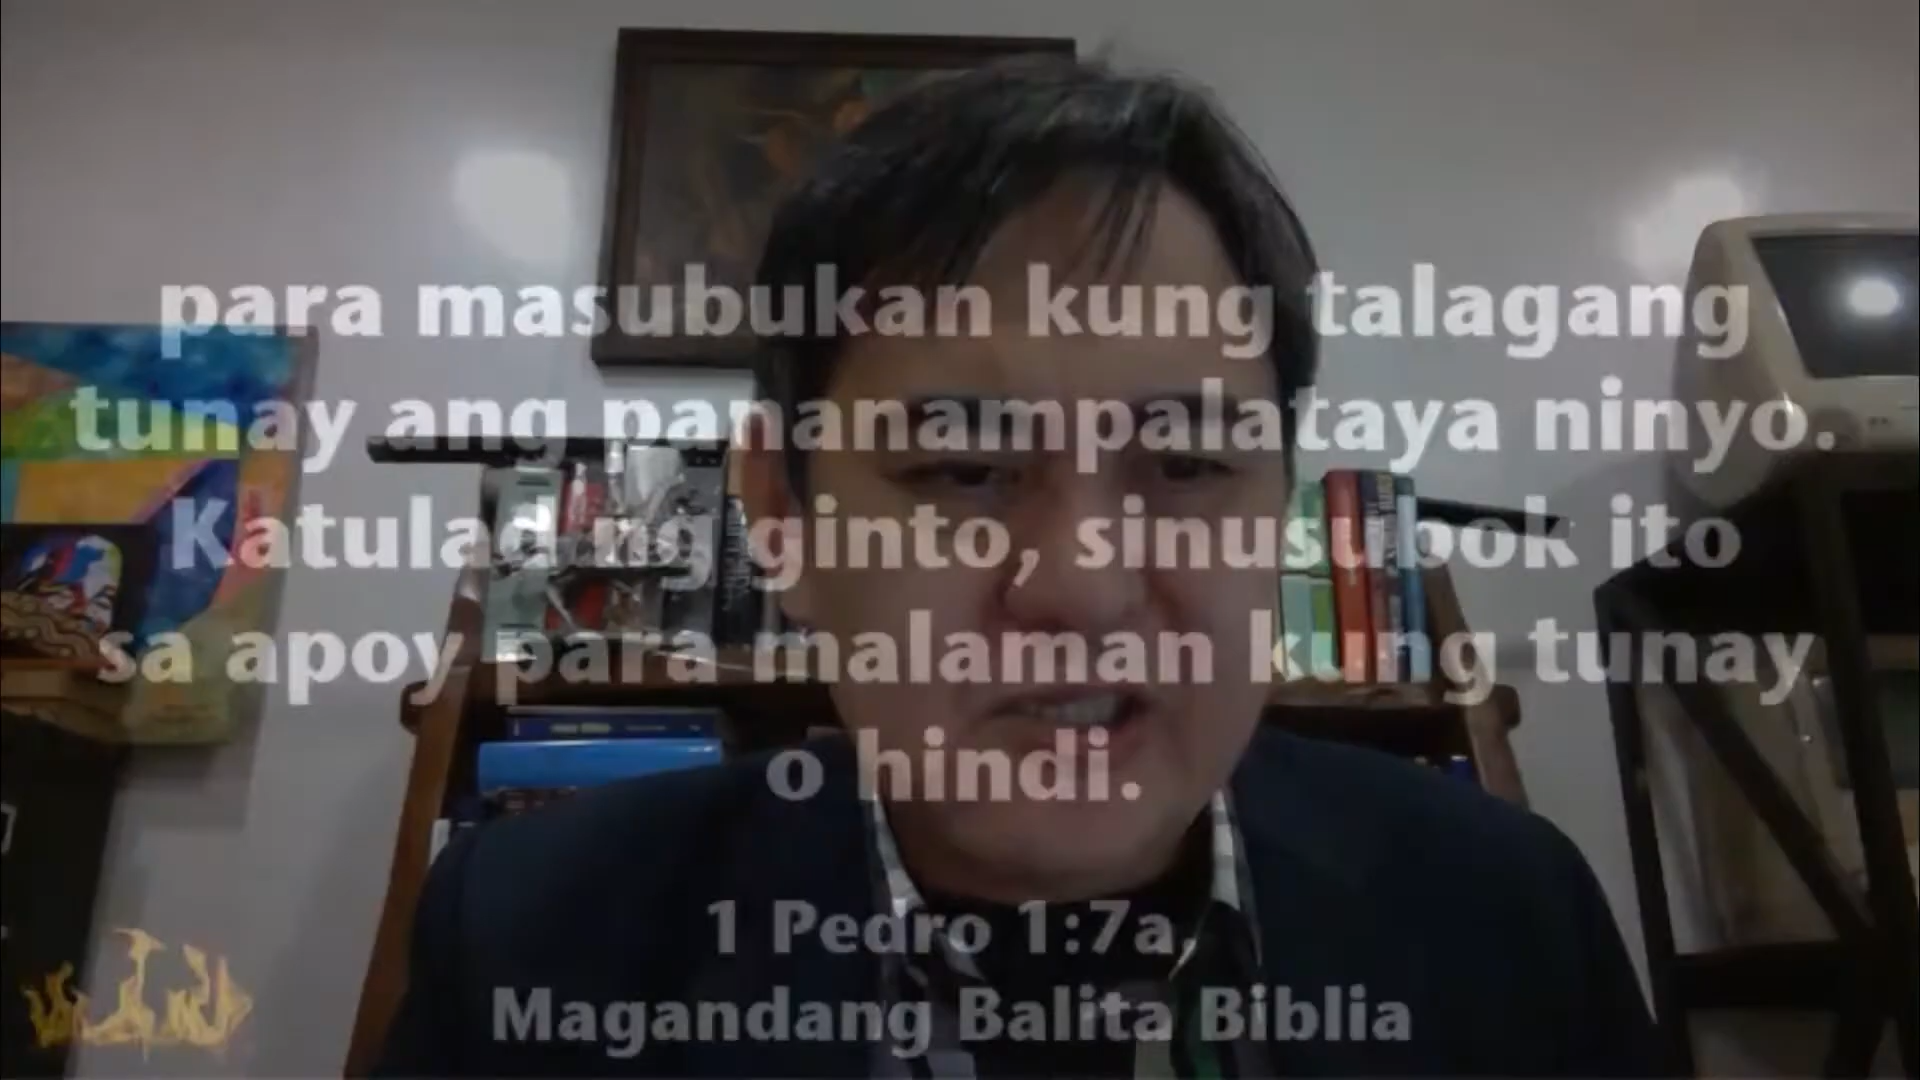 para masubukan kung talagang
tunay ang pananampalataya ninyo.
Katulad ng ginto, sinusubok ito
sa apoy para malaman kung tunay
o hindi.
1 Pedro 1:7a,
Magandang Balita Biblia